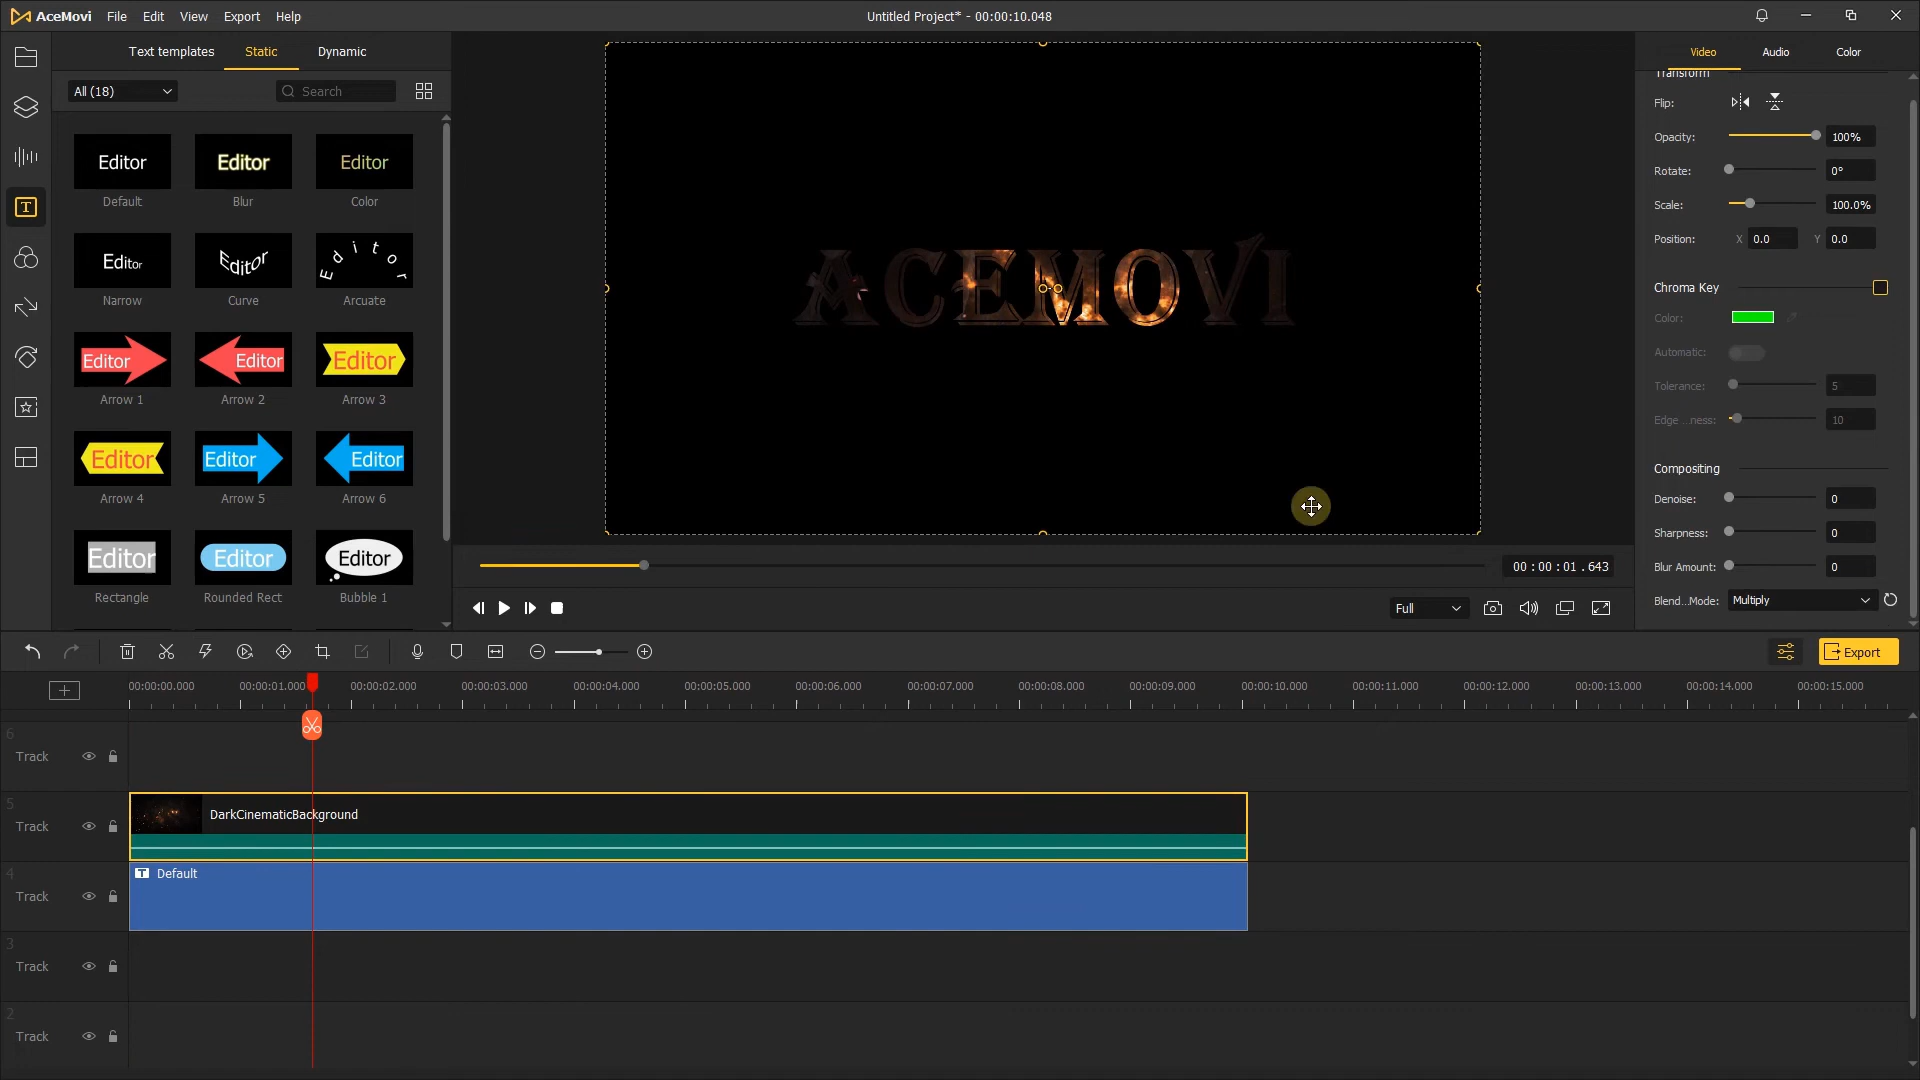 AceMovi File Edit View Export Help
Untitled Project* - 00:00:10.048
Text templates Static Dynamic
All (18)
Search
Editor Editor Editor
Default Blur Color
Editor Editor Editor
Narrow Curve Arcuate
Editor Editor Editor
Arrow 1 Arrow 2 Arrow 3
Editor Editor Editor
Arrow 4 Arrow 5 Arrow 6
Editor Editor Editor
Rectangle Rounded Rect Bubble 1
ACEMOVI
00 : 00 : 01 . 643
Full
Video Audio Color
Transform
Flip:
Opacity: 100%
Rotate: 0°
Scale: 100.0%
Position: X 0.0 Y 0.0
Chroma Key
Color:
Automatic:
Tolerance: 5
Edge ...ness: 10
Compositing
Denoise: 0
Sharpness: 0
Blur Amount: 0
Blend...Mode: Multiply
Export
00:00:00.000 00:00:01.000 00:00:02.000 00:00:03.000 00:00:04.000 00:00:05.000 00:00:06.000 00:00:07.000 00:00:08.000 00:00:09.000 00:00:10.000 00:00:11.000 00:00:12.000 00:00:13.000 00:00:14.000 00:00:15.000
6
Track
5
Track
DarkCinematicBackground
4
Track
T Default
3
Track
2
Track